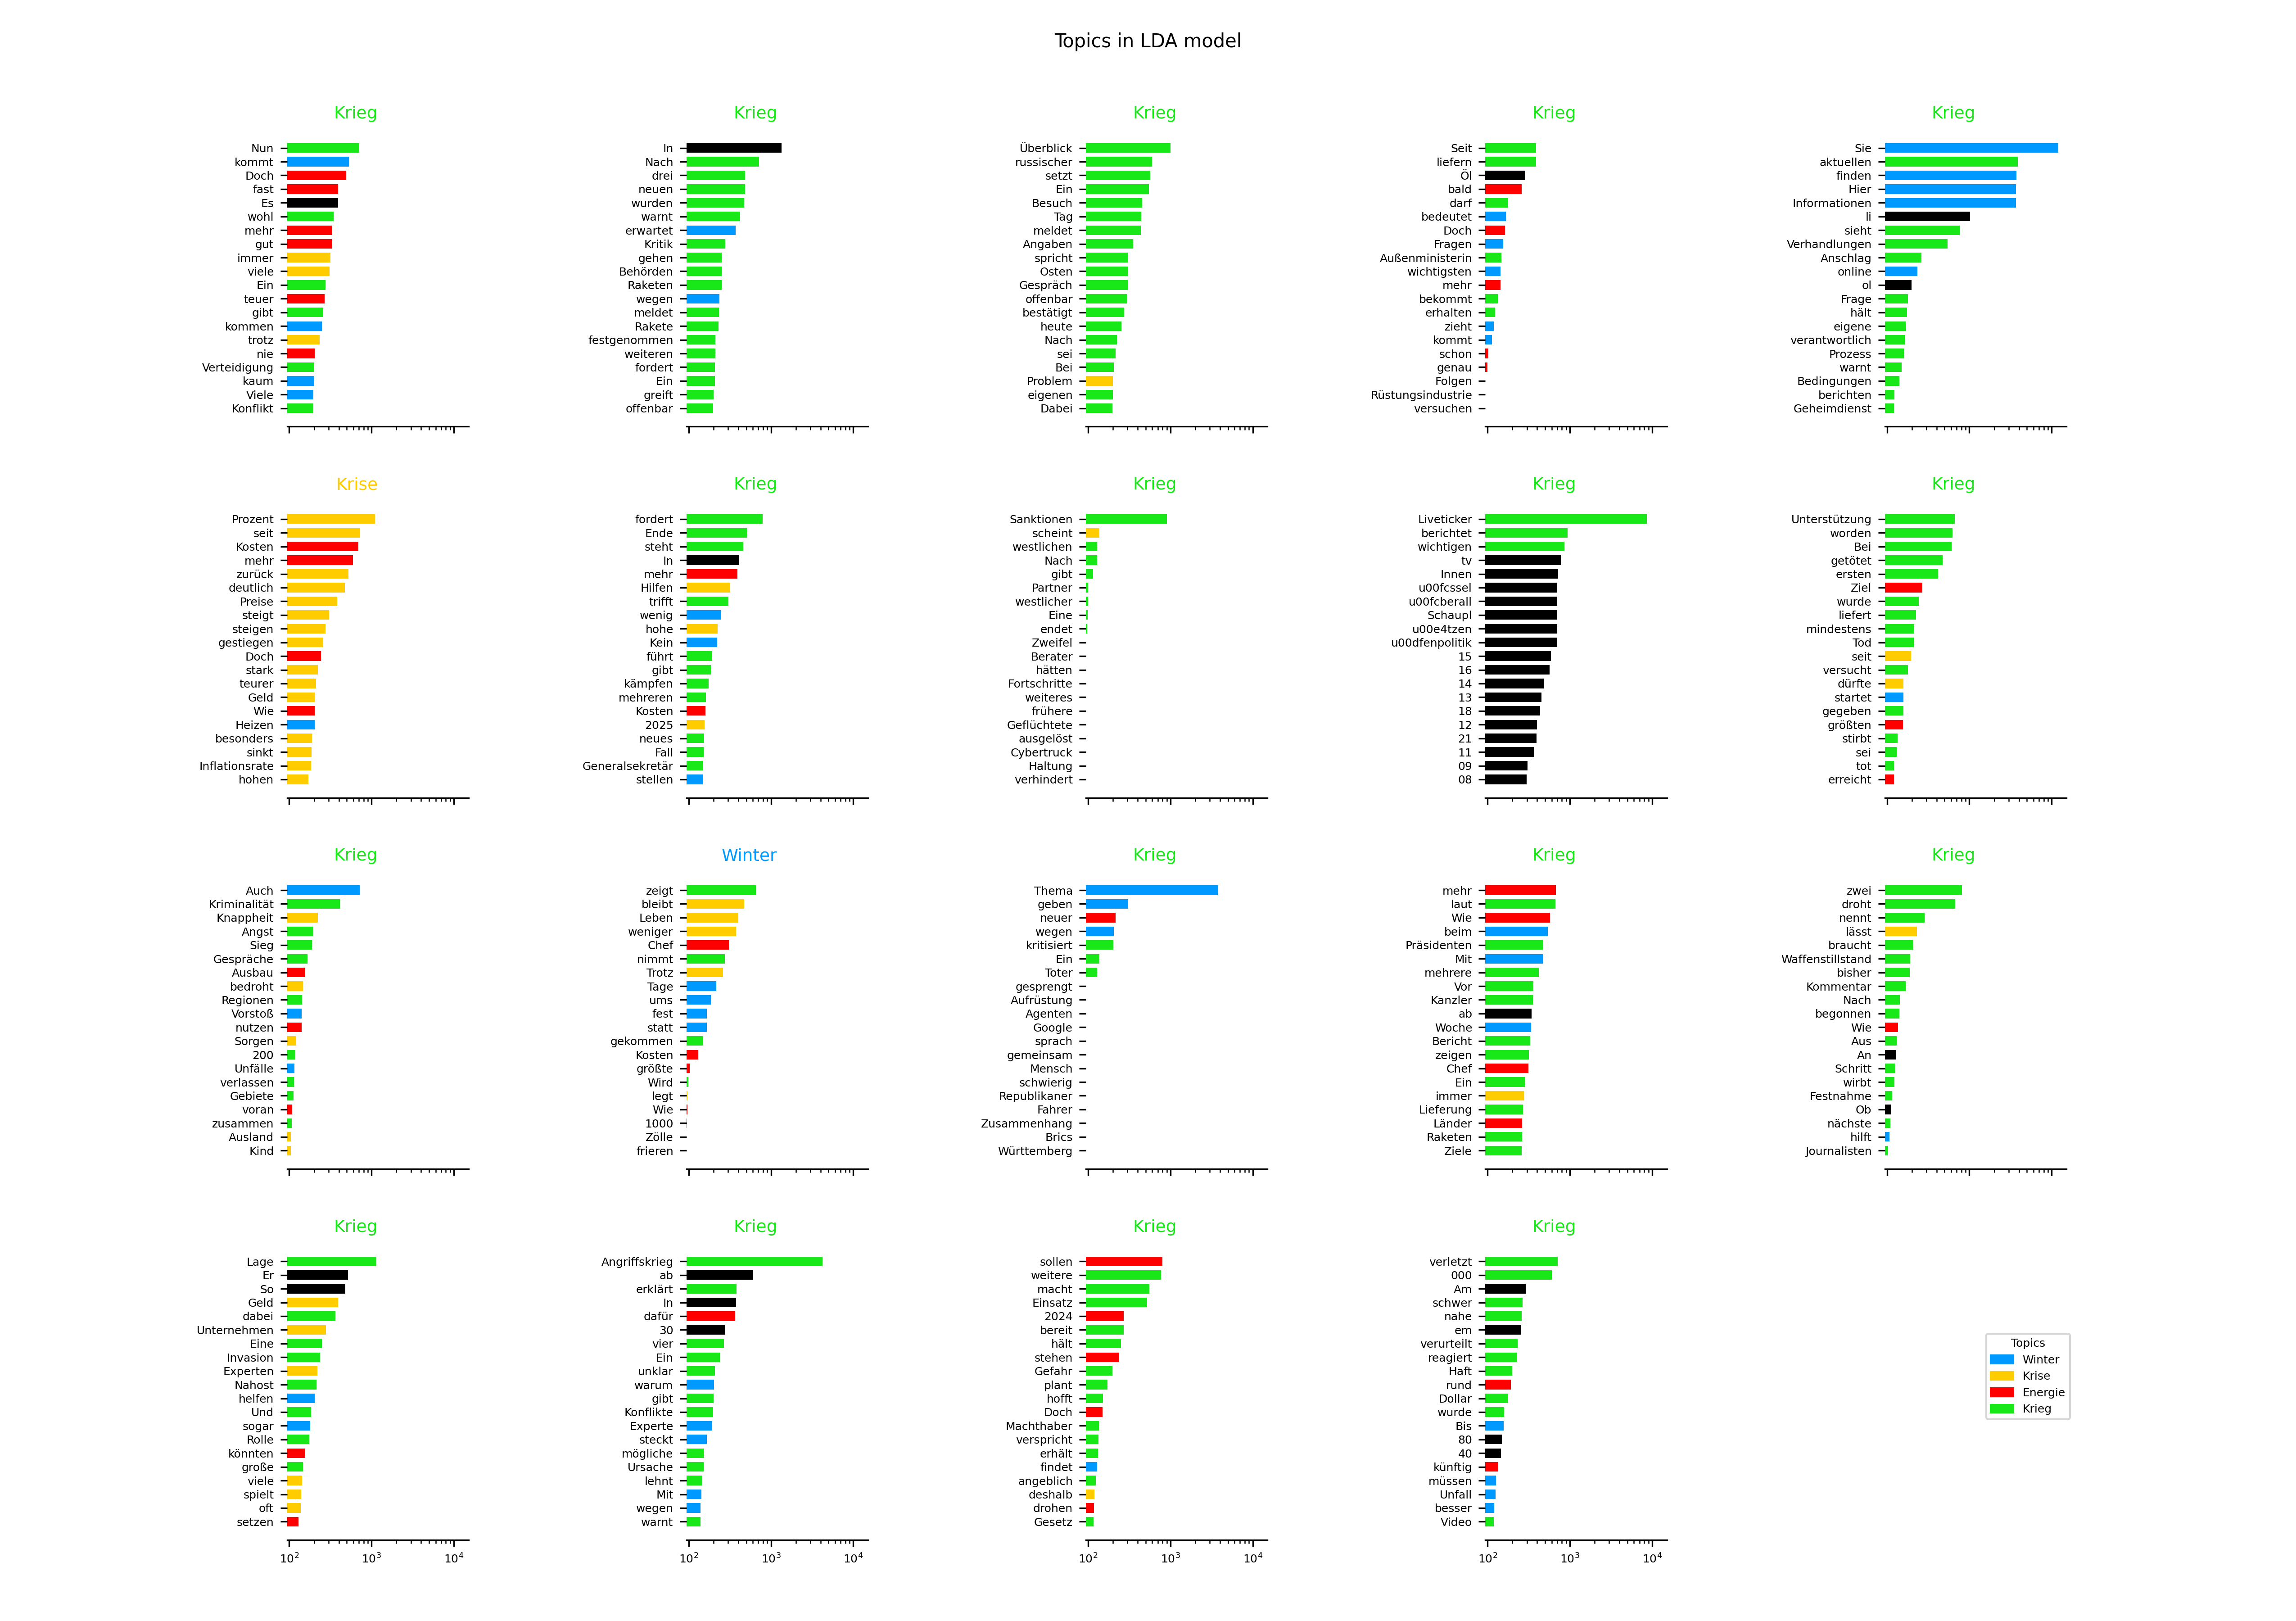 Topics in LDA model
Krieg
Nun
kommt
Doch
fast
Es
wohl
mehr
gut
immer
viele
Ein
teuer
gibt
kommen
trotz
nie
Verteidigung
kaum
Viele
Konflikt
Krieg
In
Nach
drei
neuen
wurden
warnt
erwartet
Kritik
gehen
Behörden
Raketen
wegen
meldet
Rakete
festgenommen
weiteren
fordert
Ein
greift
offenbar
Krieg
Überblick
russischer
setzt
Ein
Besuch
Tag
meldet
Angaben
spricht
Osten
Gespräch
offenbar
bestätigt
heute
Nach
sei
Bei
Problem
eigenen
Dabei
Krieg
Seit
liefern
Öl
bald
darf
bedeutet
Doch
Fragen
Außenministerin
wichtigsten
mehr
bekommt
erhalten
zieht
kommt
schon
genau
Folgen
Rüstungsindustrie
versuchen
Krieg
Sie
aktuellen
finden
Hier
Informationen
li
sieht
Verhandlungen
Anschlag
online
ol
Frage
hält
eigene
verantwortlich
Prozess
warnt
Bedingungen
berichten
Geheimdienst
Krise
Prozent
seit
Kosten
mehr
zurück
deutlich
Preise
steigt
steigen
gestiegen
Doch
stark
teurer
Geld
Wie
Heizen
besonders
sinkt
Inflationsrate
hohen
Krieg
fordert
Ende
steht
In
mehr
Hilfen
trifft
wenig
hohe
Kein
führt
gibt
kämpfen
mehreren
Kosten
2025
neues
Fall
Generalsekretär
stellen
Krieg
Sanktionen
scheint
westlichen
Nach
gibt
Partner
westlicher
Eine
endet
Zweifel
Berater
hätten
Fortschritte
weiteres
frühere
Geflüchtete
ausgelöst
Cybertruck
Haltung
verhindert
Krieg
Liveticker
berichtet
wichtigen
tv
Innen
u00fcssel
u00fcberall
Schaupl
u00e4tzen
u00dfenpolitik
15
16
14
13
18
12
21
11
09
08
Krieg
Unterstützung
worden
Bei
getötet
ersten
Ziel
wurde
liefert
mindestens
Tod
seit
versucht
dürfte
startet
gegeben
größten
stirbt
sei
tot
erreicht
Krieg
Auch
Kriminalität
Knappheit
Angst
Sieg
Gespräche
Ausbau
bedroht
Regionen
Vorstoß
nutzen
Sorgen
200
Unfälle
verlassen
Gebiete
voran
zusammen
Ausland
Kind
Winter
zeigt
bleibt
Leben
weniger
Chef
nimmt
Trotz
Tage
ums
fest
statt
gekommen
Kosten
größte
Wird
legt
Wie
1000
Zölle
frieren
Krieg
Thema
geben
neuer
wegen
kritisiert
Ein
Toter
gesprengt
Aufrüstung
Agenten
Google
sprach
gemeinsam
Mensch
schwierig
Republikaner
Fahrer
Zusammenhang
Brics
Württemberg
Krieg
mehr
laut
Wie
beim
Präsidenten
Mit
mehrere
Vor
Kanzler
ab
Woche
Bericht
zeigen
Chef
Ein
immer
Lieferung
Länder
Raketen
Ziele
Krieg
zwei
droht
nennt
lässt
braucht
Waffenstillstand
bisher
Kommentar
Nach
begonnen
Wie
Aus
An
Schritt
wirbt
Festnahme
Ob
nächste
hilft
Journalisten
Krieg
Lage
Er
So
Geld
dabei
Unternehmen
Eine
Invasion
Experten
Nahost
helfen
Und
sogar
Rolle
könnten
große
viele
spielt
oft
setzen
10² 10³ 10⁴
Krieg
Angriffskrieg
ab
erklärt
In
dafür
30
vier
Ein
unklar
warum
gibt
Konflikte
Experte
steckt
mögliche
Ursache
lehnt
Mit
wegen
warnt
10² 10³ 10⁴
Krieg
sollen
weitere
macht
Einsatz
2024
bereit
hält
stehen
Gefahr
plant
hofft
Doch
Machthaber
verspricht
erhält
findet
angeblich
deshalb
drohen
Gesetz
10² 10³ 10⁴
Krieg
verletzt
000
Am
schwer
nahe
em
verurteilt
reagiert
Haft
rund
Dollar
wurde
Bis
80
40
künftig
müssen
Unfall
besser
Video
10² 10³ 10⁴
Topics
Winter
Krise
Energie
Krieg